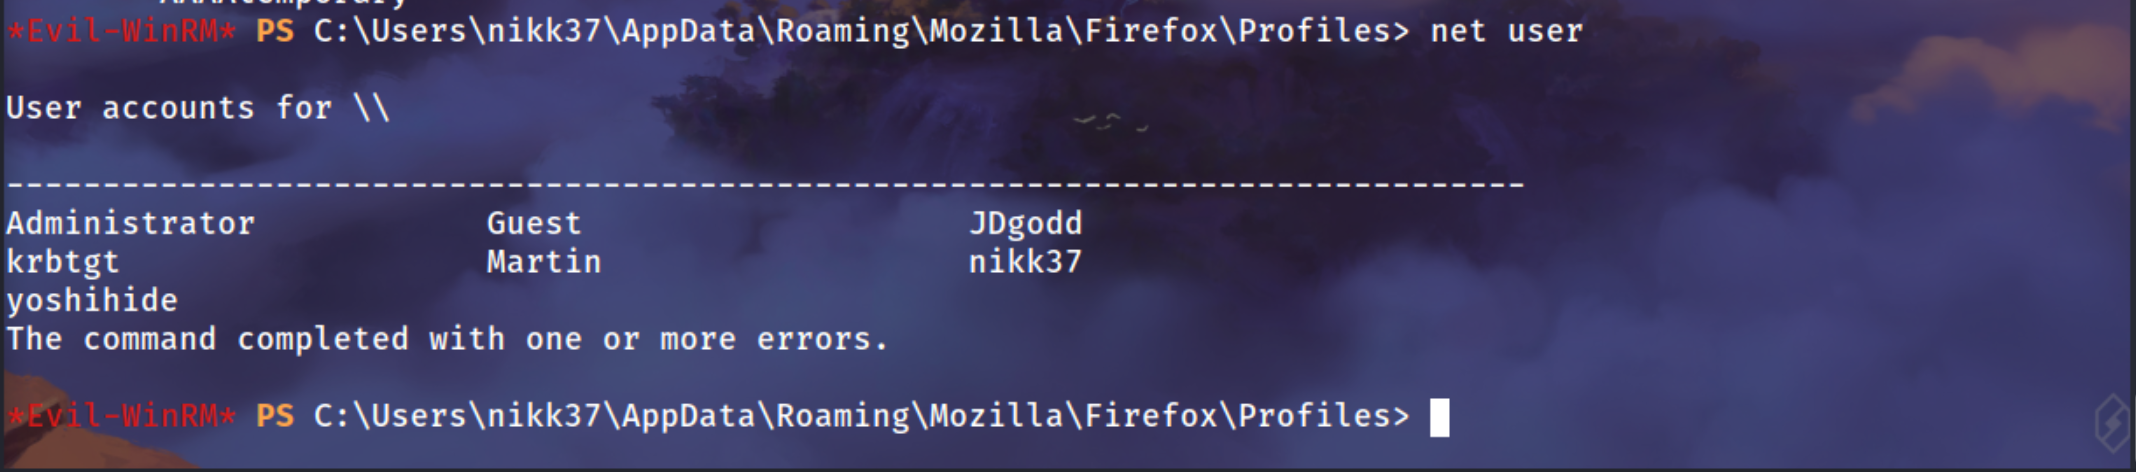 *Evil-WinRM* PS C:\Users\nikk37\AppData\Roaming\Mozilla\Firefox\Profiles> net user
User accounts for \\
-------------------------------------------------------------------------------
Administrator            Guest                    JDgodd
krbtgt                   Martin                   nikk37
yoshihide
The command completed with one or more errors.
*Evil-WinRM* PS C:\Users\nikk37\AppData\Roaming\Mozilla\Firefox\Profiles>